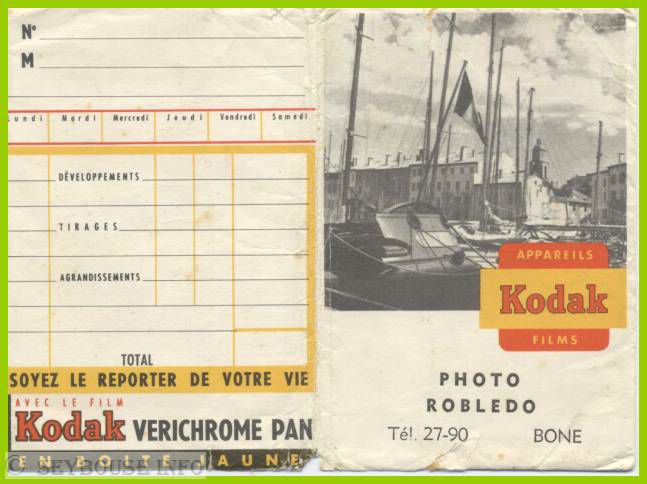 N°
M
Lundi Mardi Mercredi Jeudi Vendredi Samedi
DÉVELOPPEMENTS
TIRAGES
AGRANDISSEMENTS
TOTAL
SOYEZ LE REPORTER DE VOTRE VIE
AVEC LE FILM
Kodak VERICHROME PAN
EN BOITE JAUNE
© SEYBOUSE INFO
APPAREILS
Kodak
FILMS
PHOTO
ROBLEDO
Tél. 27-90 BONE